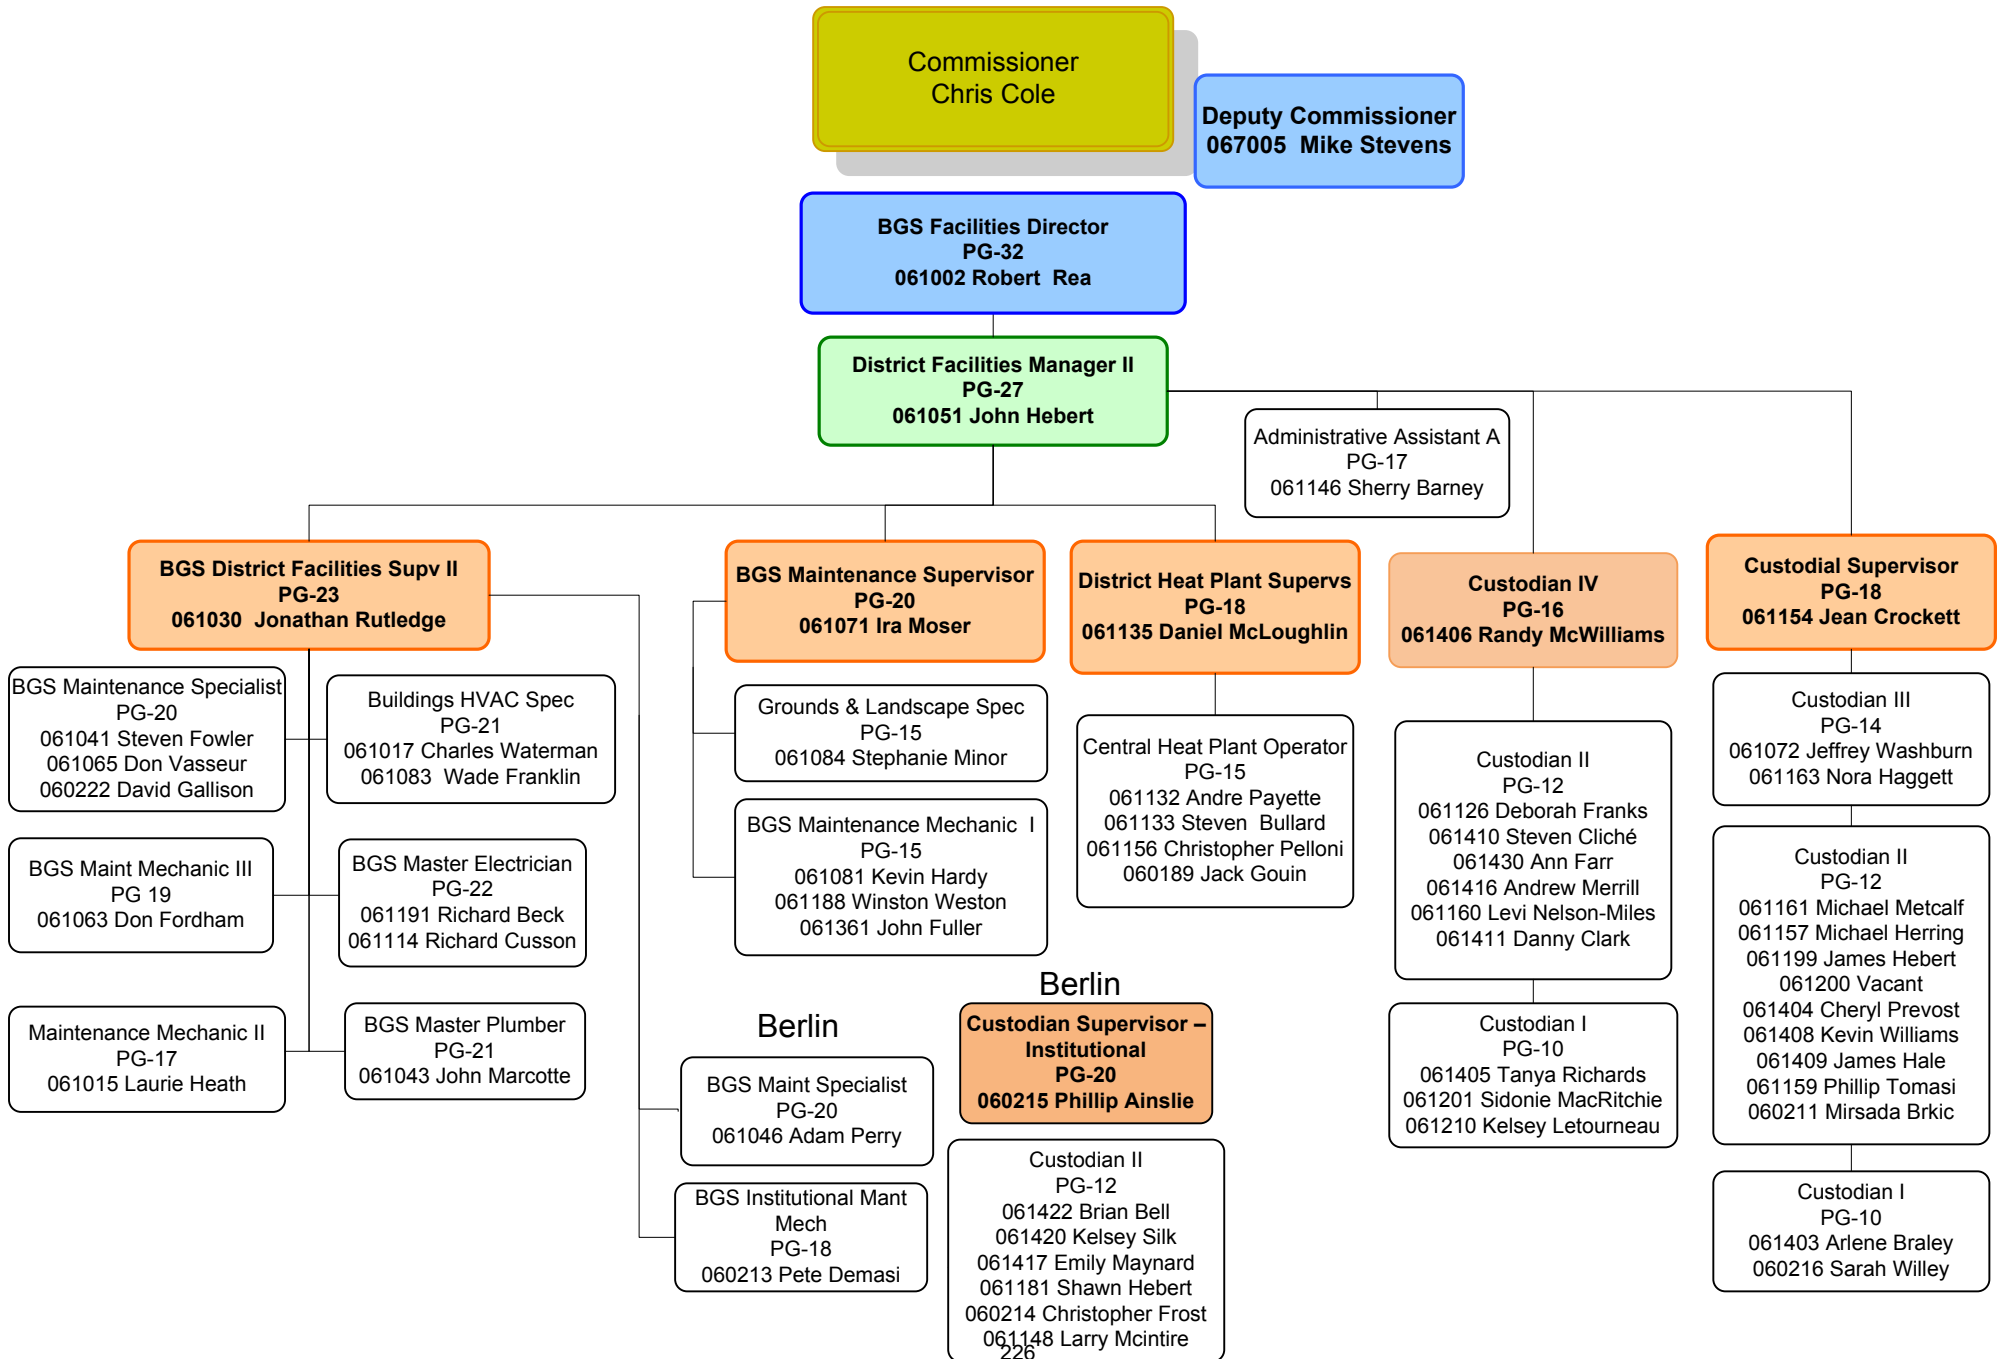 Commissioner
Chris Cole
Deputy Commissioner
067005  Mike Stevens
BGS Facilities Director
PG-32
061002 Robert  Rea
District Facilities Manager II
PG-27
061051 John Hebert
Administrative Assistant A
PG-17
061146 Sherry Barney
BGS District Facilities Supv II
PG-23
061030  Jonathan Rutledge
BGS Maintenance Supervisor
PG-20
061071 Ira Moser
District Heat Plant Supervs
PG-18
061135 Daniel McLoughlin
Custodian IV
PG-16
061406 Randy McWilliams
Custodial Supervisor
PG-18
061154 Jean Crockett
BGS Maintenance Specialist
PG-20
061041 Steven Fowler
061065 Don Vasseur
060222 David Gallison
Buildings HVAC Spec
PG-21
061017 Charles Waterman
061083  Wade Franklin
BGS Maint Mechanic III
PG 19
061063 Don Fordham
BGS Master Electrician
PG-22
061191 Richard Beck
061114 Richard Cusson
Maintenance Mechanic II
PG-17
061015 Laurie Heath
BGS Master Plumber
PG-21
061043 John Marcotte
Grounds & Landscape Spec
PG-15
061084 Stephanie Minor
BGS Maintenance Mechanic  I
PG-15
061081 Kevin Hardy
061188 Winston Weston
061361 John Fuller
Central Heat Plant Operator
PG-15
061132 Andre Payette
061133 Steven  Bullard
061156 Christopher Pelloni
060189 Jack Gouin
Custodian II
PG-12
061126 Deborah Franks
061410 Steven Cliché
061430 Ann Farr
061416 Andrew Merrill
061160 Levi Nelson-Miles
061411 Danny Clark
Custodian I
PG-10
061405 Tanya Richards
061201 Sidonie MacRitchie
061210 Kelsey Letourneau
Custodian III
PG-14
061072 Jeffrey Washburn
061163 Nora Haggett
Custodian II
PG-12
061161 Michael Metcalf
061157 Michael Herring
061199 James Hebert
061200 Vacant
061404 Cheryl Prevost
061408 Kevin Williams
061409 James Hale
061159 Phillip Tomasi
060211 Mirsada Brkic
Custodian I
PG-10
061403 Arlene Braley
060216 Sarah Willey
Berlin
BGS Maint Specialist
PG-20
061046 Adam Perry
BGS Institutional Mant
Mech
PG-18
060213 Pete Demasi
Berlin
Custodian Supervisor –
Institutional
PG-20
060215 Phillip Ainslie
Custodian II
PG-12
061422 Brian Bell
061420 Kelsey Silk
061417 Emily Maynard
061181 Shawn Hebert
060214 Christopher Frost
061148 Larry Mcintire
226